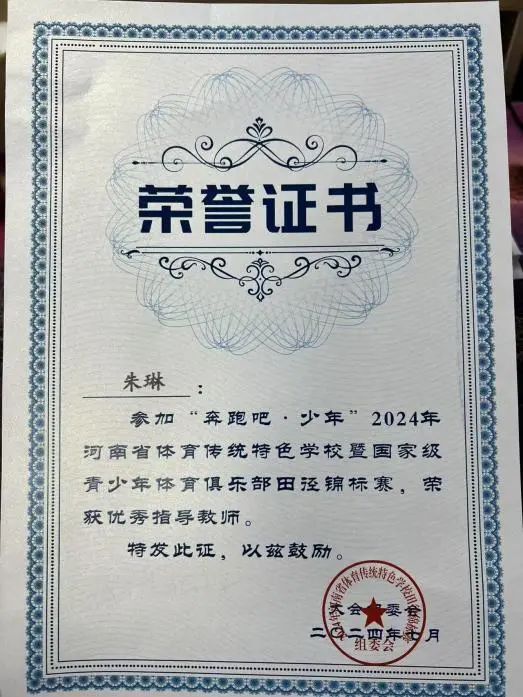 荣誉证书
朱琳：
参加“奔跑吧·少年”2024年
河南省体育传统特色学校暨国家级
青少年体育俱乐部田径锦标赛，荣
获优秀指导教师。
特发此证，以兹鼓励。
大会组委会
二〇二四年七月
组委会